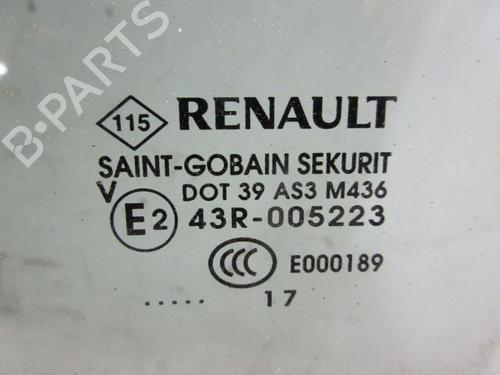 B-PARTS
115 RENAULT
SAINT-GOBAIN SEKURIT
V DOT 39 AS3 M436
E2 43R-005223
CCC E000189
..... 17